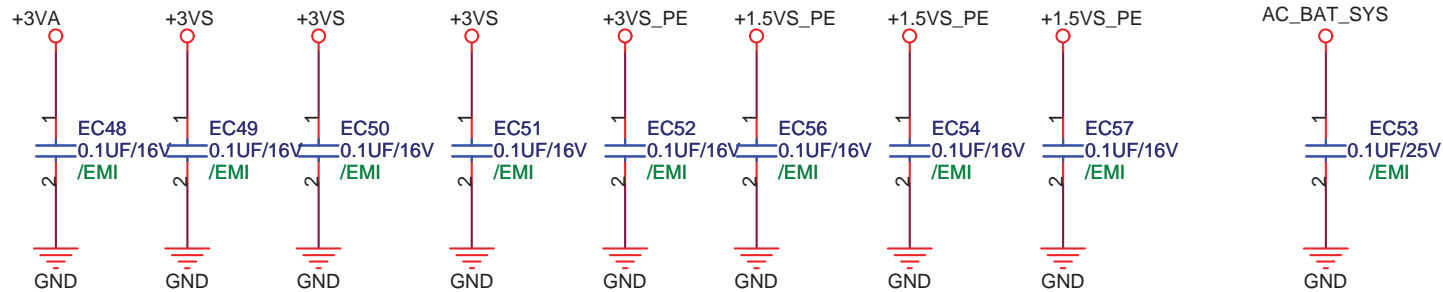 +3VA +3VS +3VS +3VS +3VS_PE +1.5VS_PE +1.5VS_PE +1.5VS_PE AC_BAT_SYS
1 1 1 1 1 1 1 1 1
EC48 EC49 EC50 EC51 EC52 EC56 EC54 EC57 EC53
0.1UF/16V 0.1UF/16V 0.1UF/16V 0.1UF/16V 0.1UF/16V 0.1UF/16V 0.1UF/16V 0.1UF/16V 0.1UF/25V
/EMI /EMI /EMI /EMI /EMI /EMI /EMI /EMI /EMI
2 2 2 2 2 2 2 2 2
GND GND GND GND GND GND GND GND GND